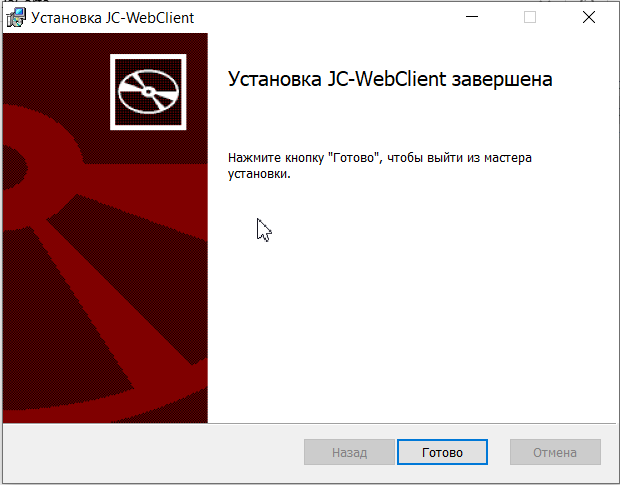 Установка JC-WebClient
Установка JC-WebClient завершена
Нажмите кнопку "Готово", чтобы выйти из мастера
установки.
Назад
Готово
Отмена